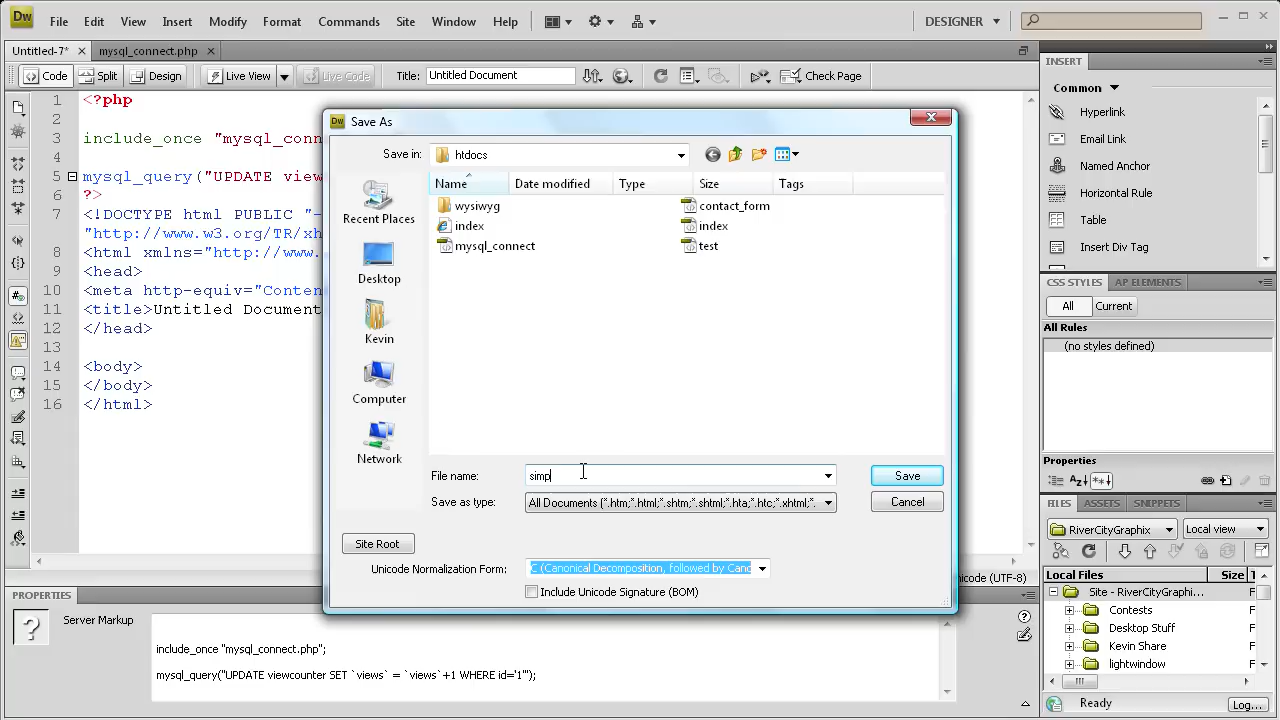 Dw File Edit View Insert Modify Format Commands Site Window Help DESIGNER
Untitled-7* mysql_connect.php
Code Split Design Live View Live Code Title: Untitled Document Check Page
1 <?php
2
3 include_once "mysql_conn
4
5 mysql_query("UPDATE view
6 ?>
7 <!DOCTYPE html PUBLIC "-
"http://www.w3.org/TR/xh
8 <html xmlns="http://www.
9 <head>
10 <meta http-equiv="Conten
11 <title>Untitled Document
12 </head>
13
14 <body>
15 </body>
16 </html>
Dw Save As
Save in: htdocs
Name Date modified Type Size Tags
wysiwyg contact_form
index index
mysql_connect test
Recent Places
Desktop
Kevin
Computer
Network
File name: simp Save
Save as type: All Documents (*.htm;*.html;*.shtm;*.shtml;*.hta;*.htc;*.xhtml;*. Cancel
Site Root
Unicode Normalization Form: C (Canonical Decomposition, followed by Cano
Include Unicode Signature (BOM)
nicode (UTF-8)
PROPERTIES
? Server Markup
include_once "mysql_connect.php";
mysql_query("UPDATE viewcounter SET `views` = `views`+1 WHERE id='1'");
INSERT
Common
Hyperlink
Email Link
Named Anchor
Horizontal Rule
Table
Insert Div Tag
CSS STYLES AP ELEMENTS
All Current
All Rules
(no styles defined)
Properties
FILES ASSETS SNIPPETS
RiverCityGraphix Local view
Local Files Size T
Site - RiverCityGraphi... F
Contests F
Desktop Stuff F
Kevin Share F
lightwindow F
Ready Log...